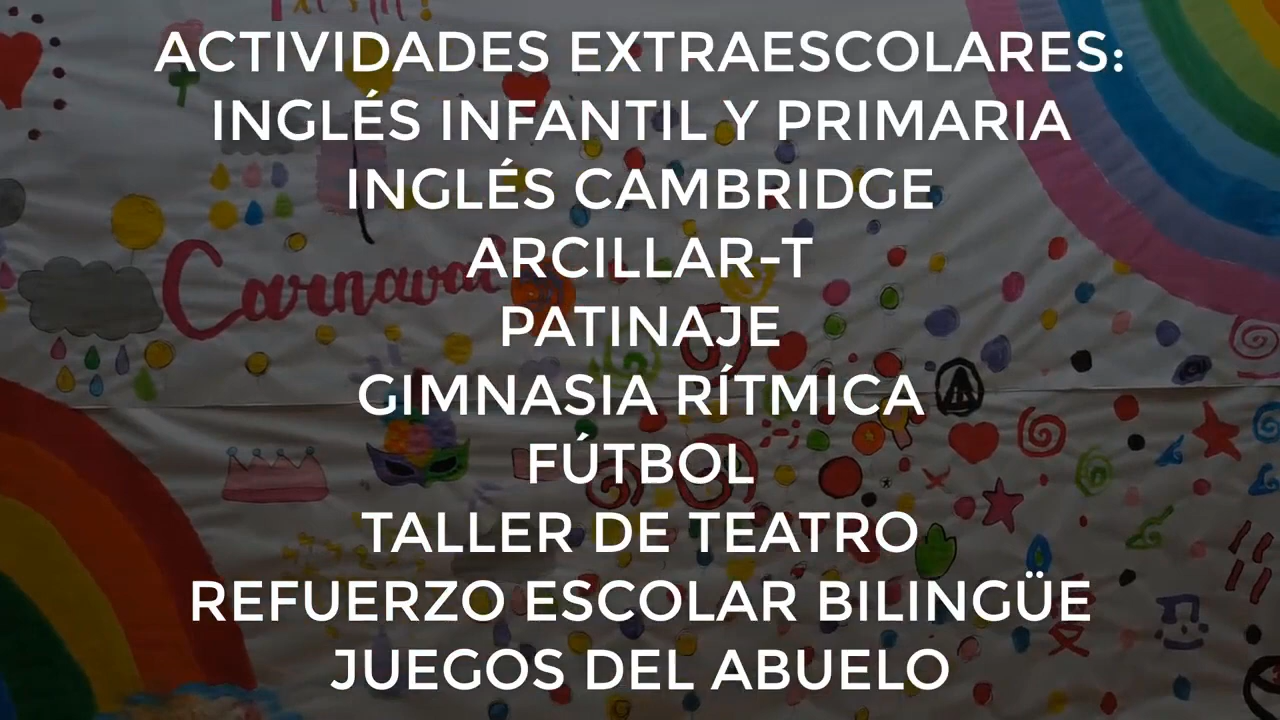 ACTIVIDADES EXTRAESCOLARES:
INGLÉS INFANTIL Y PRIMARIA
INGLÉS CAMBRIDGE
ARCILLAR-T
PATINAJE
GIMNASIA RÍTMICA
FÚTBOL
TALLER DE TEATRO
REFUERZO ESCOLAR BILINGÜE
JUEGOS DEL ABUELO
Carnaval